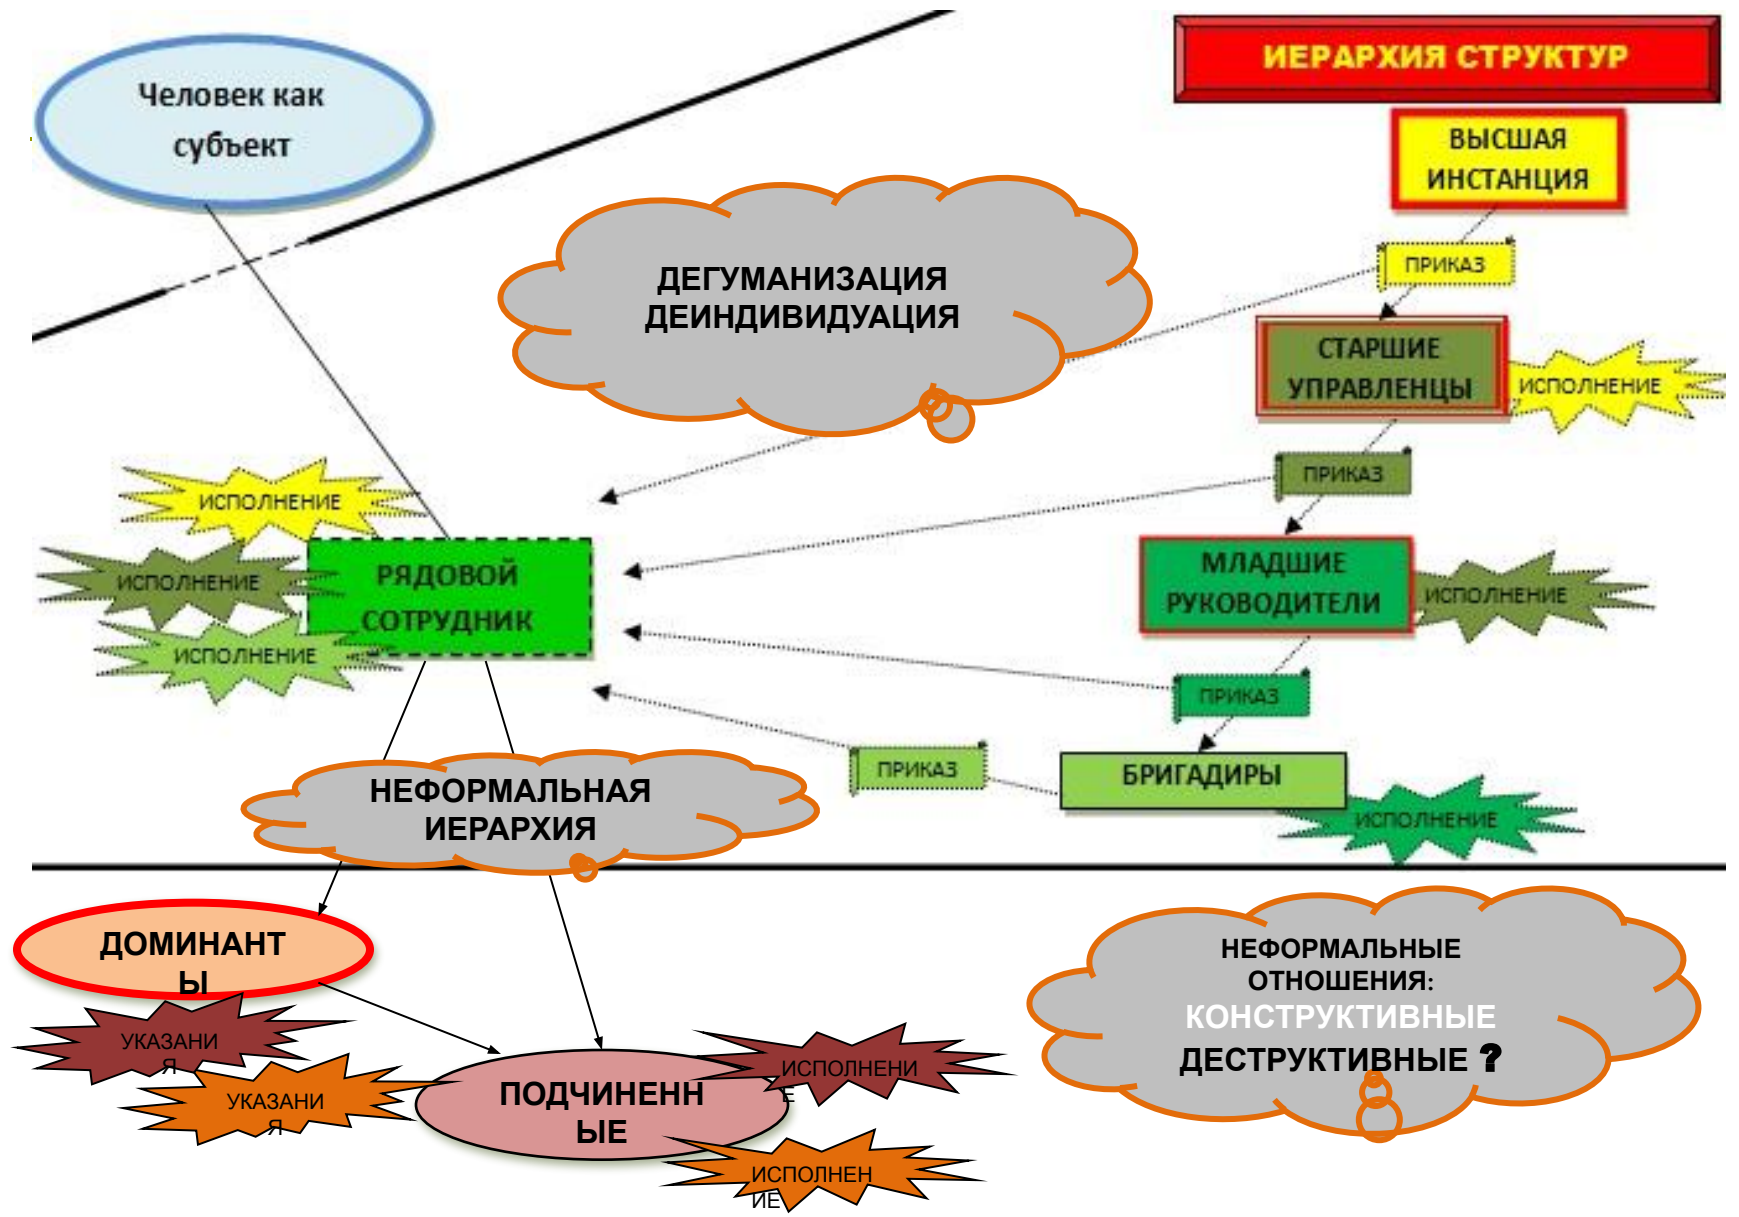 Человек как
субъект
ИЕРАРХИЯ СТРУКТУР
ВЫСШАЯ
ИНСТАНЦИЯ
ПРИКАЗ
ДЕГУМАНИЗАЦИЯ
ДЕИНДИВИДУАЦИЯ
СТАРШИЕ
УПРАВЛЕНЦЫ
ИСПОЛНЕНИЕ
ПРИКАЗ
ИСПОЛНЕНИЕ
ИСПОЛНЕНИЕ
ИСПОЛНЕНИЕ
РЯДОВОЙ
СОТРУДНИК
МЛАДШИЕ
РУКОВОДИТЕЛИ
ИСПОЛНЕНИЕ
ПРИКАЗ
ПРИКАЗ
БРИГАДИРЫ
ИСПОЛНЕНИЕ
НЕФОРМАЛЬНАЯ
ИЕРАРХИЯ
ДОМИНАНТ
Ы
УКАЗАНИ
Я
УКАЗАНИ
Я
ПОДЧИНЕНН
ЫЕ
ИСПОЛНЕНИ
Е
ИСПОЛНЕН
ИЕ
НЕФОРМАЛЬНЫЕ
ОТНОШЕНИЯ:
КОНСТРУКТИВНЫЕ
ДЕСТРУКТИВНЫЕ ?